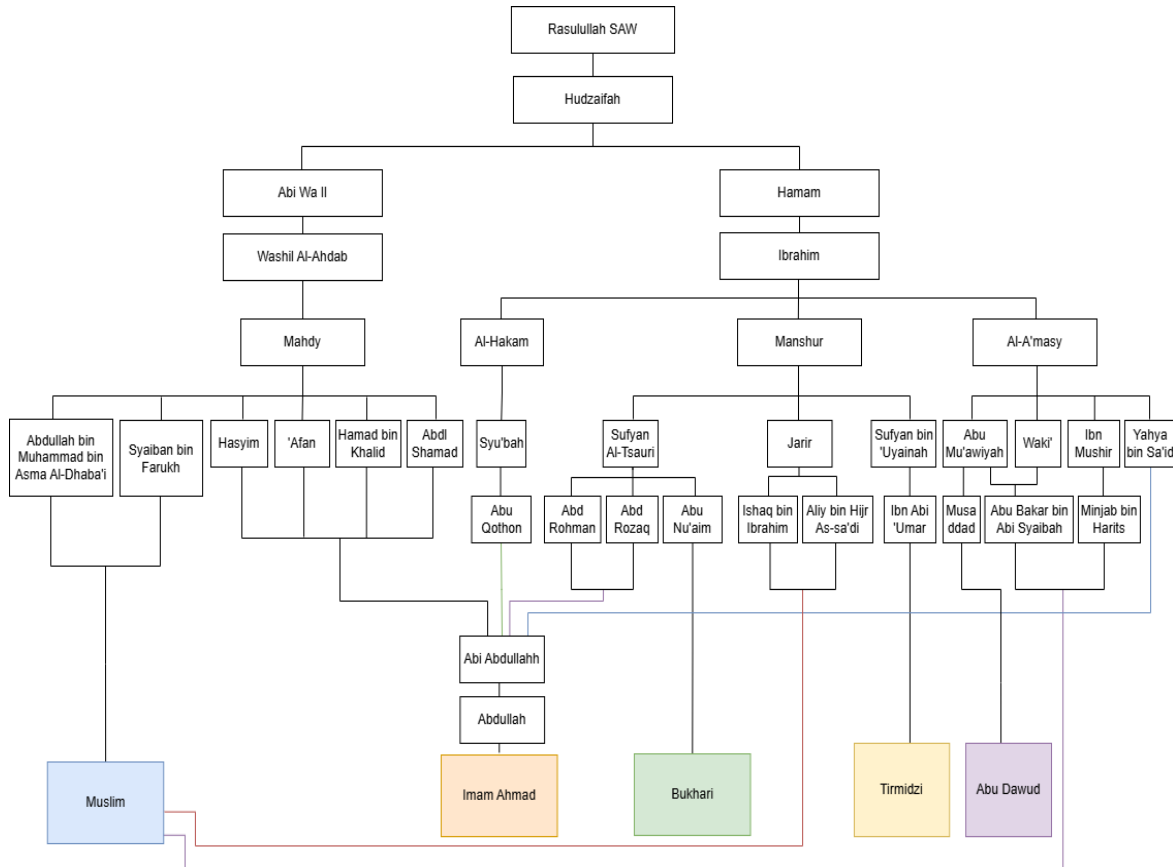 Rasulullah SAW
Hudzaifah
Abi Wa Il
Hamam
Washil Al-Ahdab
Ibrahim
Mahdy
Al-Hakam
Manshur
Al-A'masy
Abdullah bin
Muhammad bin
Asma Al-Dhaba'i
Syaiban bin
Farukh
Hasyim
'Afan
Hamad bin
Khalid
Abdl
Shamad
Syu'bah
Sufyan
Al-Tsauri
Jarir
Sufyan bin
'Uyainah
Abu
Mu'awiyah
Waki'
Ibn
Mushir
Yahya
bin Sa'id
Abu
Qothon
Abd
Rohman
Abd
Rozaq
Abu
Nu'aim
Ishaq bin
Ibrahim
Aliy bin Hijr
As-sa'di
Ibn Abi
'Umar
Musa
ddad
Abu Bakar bin
Abi Syaibah
Minjab bin
Harits
Abi Abdullahh
Abdullah
Muslim
Imam Ahmad
Bukhari
Tirmidzi
Abu Dawud